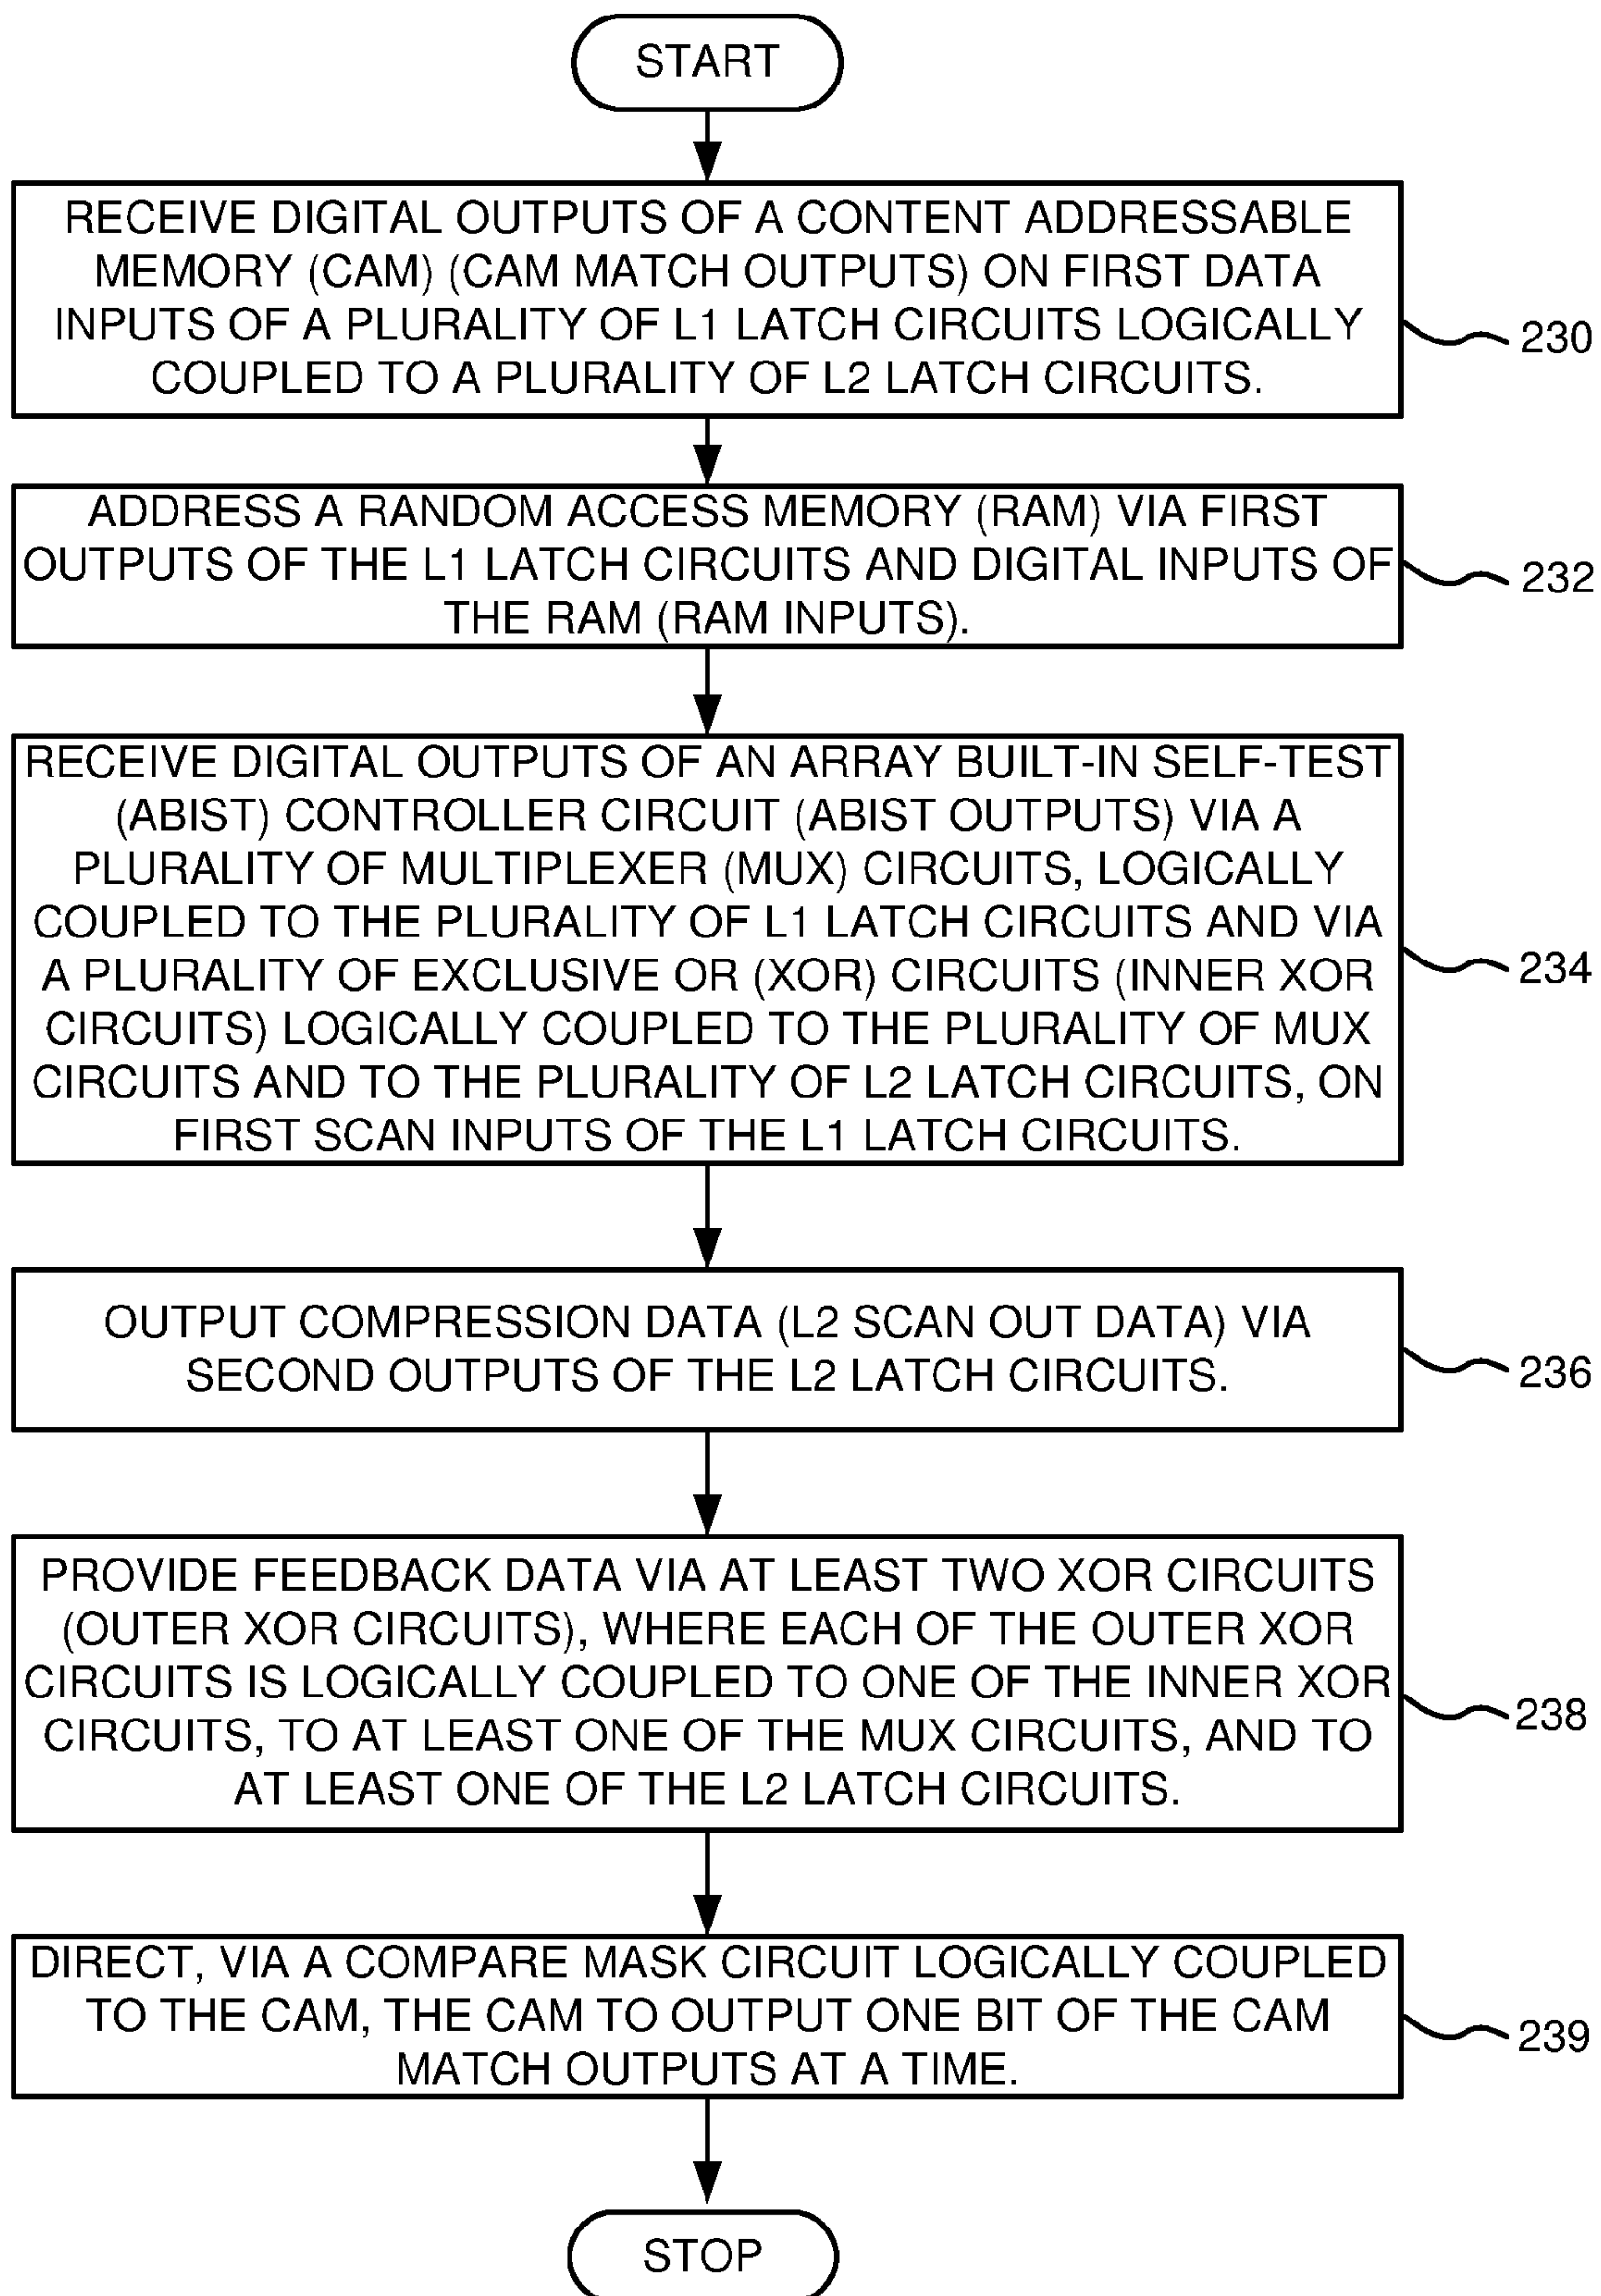 START
RECEIVE DIGITAL OUTPUTS OF A CONTENT ADDRESSABLE
MEMORY (CAM) (CAM MATCH OUTPUTS) ON FIRST DATA
INPUTS OF A PLURALITY OF L1 LATCH CIRCUITS LOGICALLY
COUPLED TO A PLURALITY OF L2 LATCH CIRCUITS.
230
ADDRESS A RANDOM ACCESS MEMORY (RAM) VIA FIRST
OUTPUTS OF THE L1 LATCH CIRCUITS AND DIGITAL INPUTS OF
THE RAM (RAM INPUTS).
232
RECEIVE DIGITAL OUTPUTS OF AN ARRAY BUILT-IN SELF-TEST
(ABIST) CONTROLLER CIRCUIT (ABIST OUTPUTS) VIA A
PLURALITY OF MULTIPLEXER (MUX) CIRCUITS, LOGICALLY
COUPLED TO THE PLURALITY OF L1 LATCH CIRCUITS AND VIA
A PLURALITY OF EXCLUSIVE OR (XOR) CIRCUITS (INNER XOR
CIRCUITS) LOGICALLY COUPLED TO THE PLURALITY OF MUX
CIRCUITS AND TO THE PLURALITY OF L2 LATCH CIRCUITS, ON
FIRST SCAN INPUTS OF THE L1 LATCH CIRCUITS.
234
OUTPUT COMPRESSION DATA (L2 SCAN OUT DATA) VIA
SECOND OUTPUTS OF THE L2 LATCH CIRCUITS.
236
PROVIDE FEEDBACK DATA VIA AT LEAST TWO XOR CIRCUITS
(OUTER XOR CIRCUITS), WHERE EACH OF THE OUTER XOR
CIRCUITS IS LOGICALLY COUPLED TO ONE OF THE INNER XOR
CIRCUITS, TO AT LEAST ONE OF THE MUX CIRCUITS, AND TO
AT LEAST ONE OF THE L2 LATCH CIRCUITS.
238
DIRECT, VIA A COMPARE MASK CIRCUIT LOGICALLY COUPLED
TO THE CAM, THE CAM TO OUTPUT ONE BIT OF THE CAM
MATCH OUTPUTS AT A TIME.
239
STOP